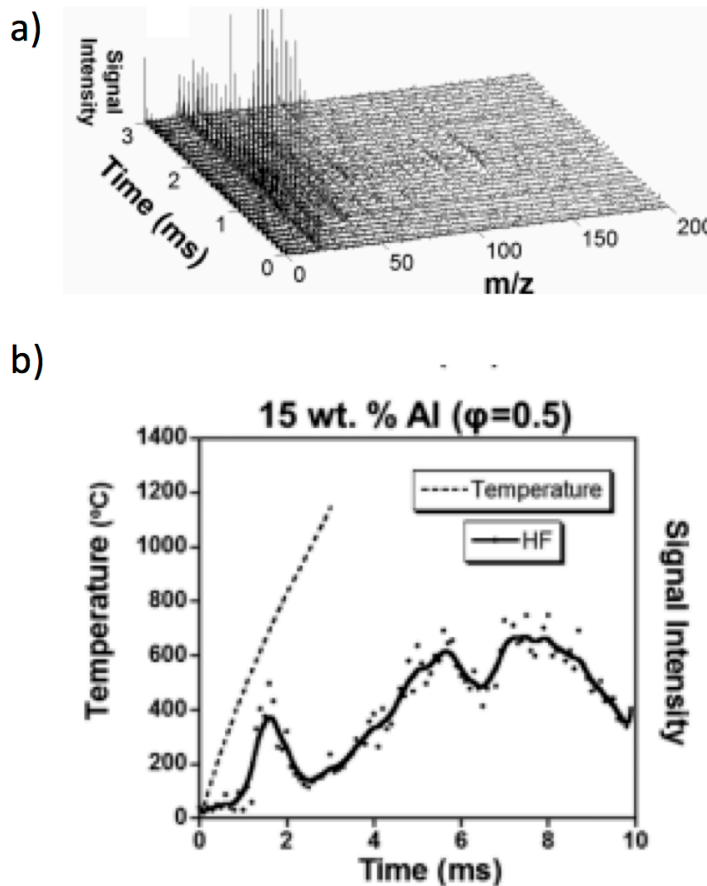 a)
Signal
Intensity
3
2
1
0
Time (ms)
0
50
100
150
200
m/z
b)
15 wt. % Al (φ=0.5)
1400
1200
1000
800
600
400
200
0
Temperature (ºC)
Temperature
HF
Signal Intensity
0
2
4
6
8
10
Time (ms)